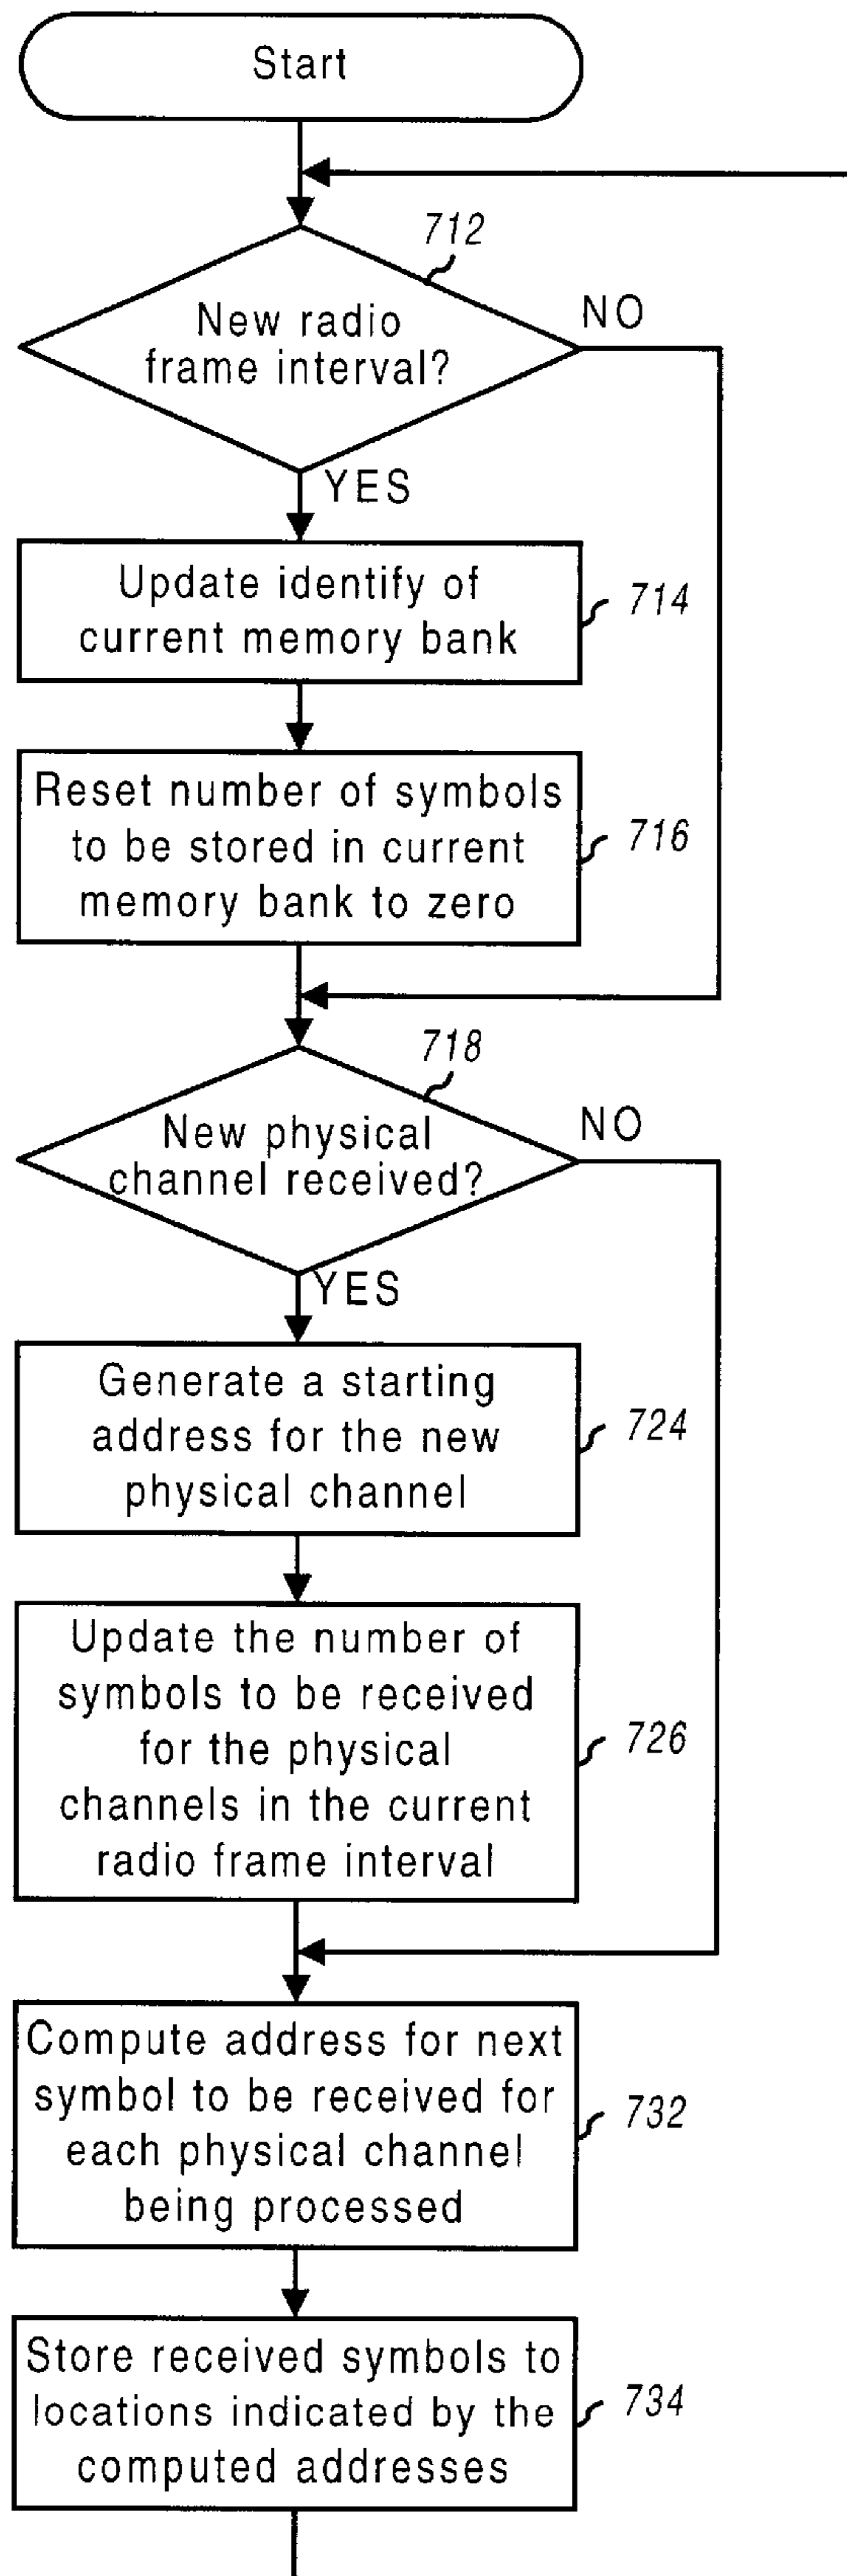 Start
712
New radio
frame interval?
NO
YES
Update identify of
current memory bank
714
Reset number of symbols
to be stored in current
memory bank to zero
716
718
New physical
channel received?
NO
YES
Generate a starting
address for the new
physical channel
724
Update the number of
symbols to be received
for the physical
channels in the current
radio frame interval
726
Compute address for next
symbol to be received for
each physical channel
being processed
732
Store received symbols to
locations indicated by the
computed addresses
734